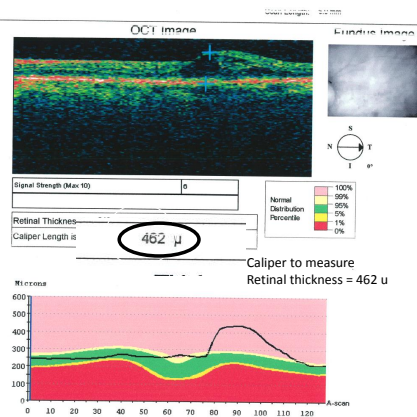 OCT Image
Fundus Image
S
N T
I 0°
Signal Strength (Max 10) 6
Normal
Distribution
Percentile
100%
99%
95%
5%
1%
0%
Caliper Length is
462 µ
Caliper to measure
Retinal thickness = 462 u
Microns
600
500
400
300
200
100
0
0 10 20 30 40 50 60 70 80 90 100 110 120
A-scan